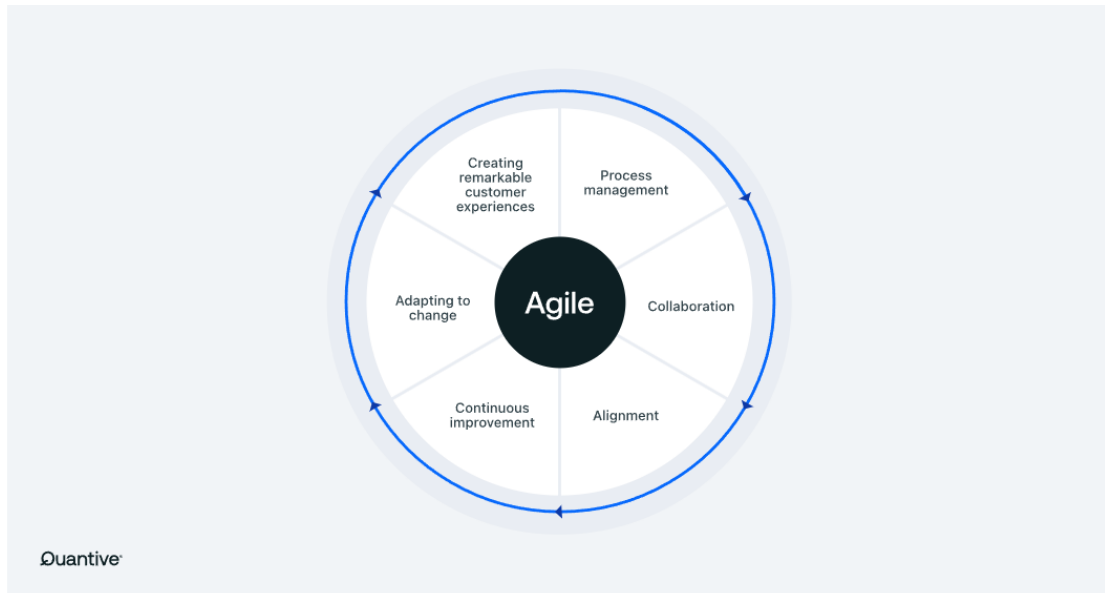 Creating
remarkable
customer
experiences
Process
management
Adapting to
change
Agile
Collaboration
Continuous
improvement
Alignment
Quantive